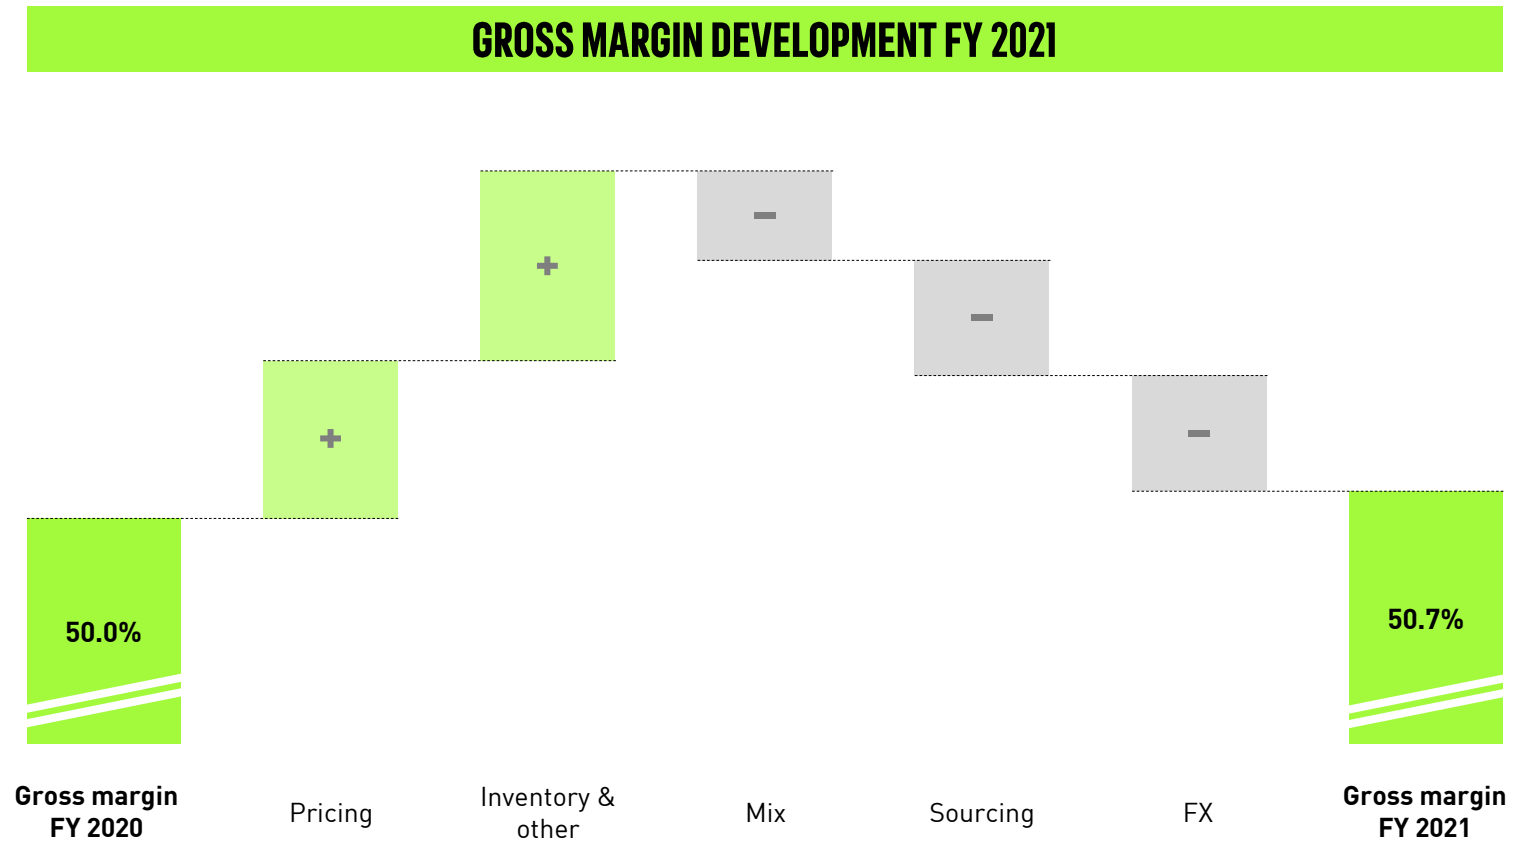 GROSS MARGIN DEVELOPMENT FY 2021
+
+
−
−
−
50.0%
50.7%
Gross margin
FY 2020
Pricing
Inventory &
other
Mix
Sourcing
FX
Gross margin
FY 2021